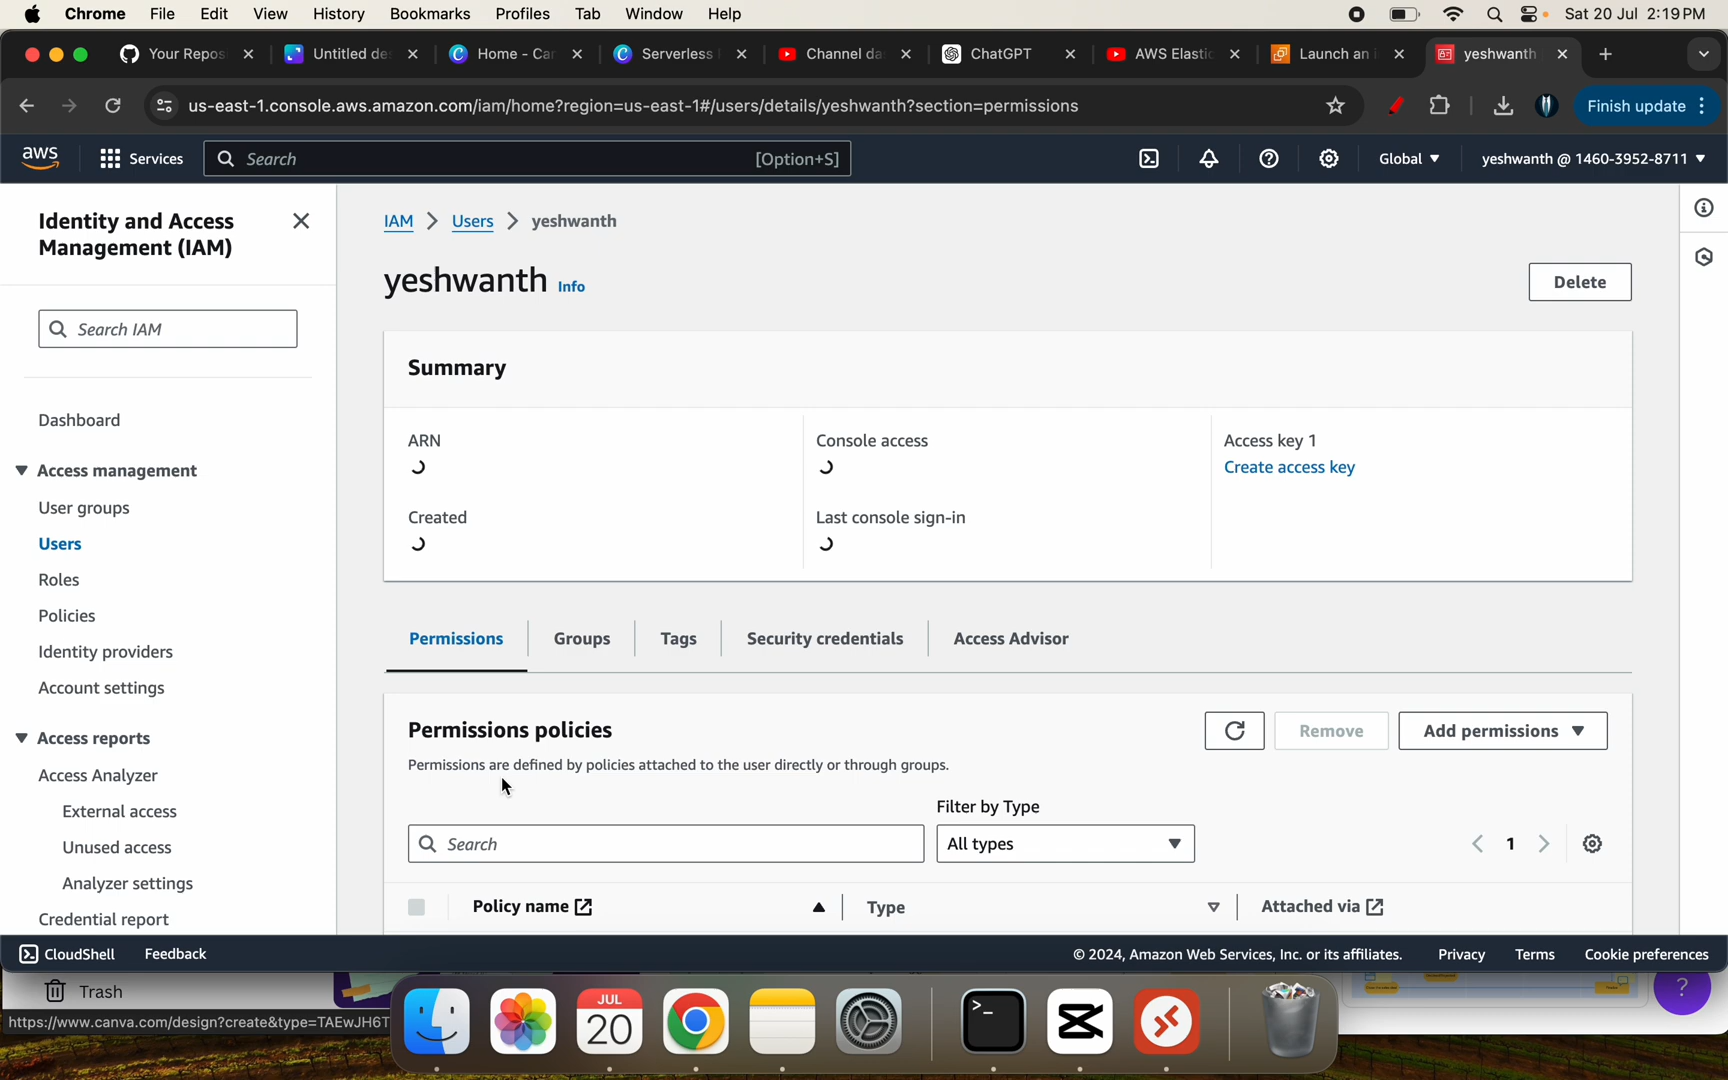 Chrome File Edit View History Bookmarks Profiles Tab Window Help Sat 20 Jul 2:19 PM
Your Repos Untitled de Home - Car Serverless Channel da ChatGPT AWS Elastic Launch an yeshwanth
us-east-1.console.aws.amazon.com/iam/home?region=us-east-1#/users/details/yeshwanth?section=permissions Finish update
aws Services Search [Option+S] Global yeshwanth @ 1460-3952-8711
Identity and Access
Management (IAM)
Search IAM
Dashboard
Access management
User groups
Users
Roles
Policies
Identity providers
Account settings
Access reports
Access Analyzer
External access
Unused access
Analyzer settings
Credential report
IAM > Users > yeshwanth
yeshwanth Info Delete
Summary
ARN
Created
Console access
Last console sign-in
Access key 1
Create access key
Permissions Groups Tags Security credentials Access Advisor
Permissions policies Remove Add permissions
Permissions are defined by policies attached to the user directly or through groups.
Filter by Type
Search All types 1
Policy name Type Attached via
CloudShell Feedback © 2024, Amazon Web Services, Inc. or its affiliates. Privacy Terms Cookie preferences
Trash
https://www.canva.com/design?create&type=TAEwJH6T
JUL
20